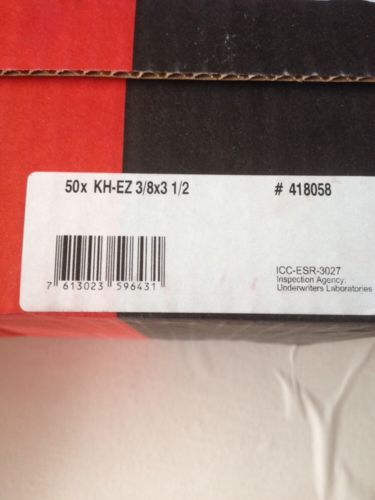 50x KH-EZ 3/8x3 1/2 # 418058
ICC-ESR-3027
Inspection Agency:
Underwriters Laboratories
7 613023 596431